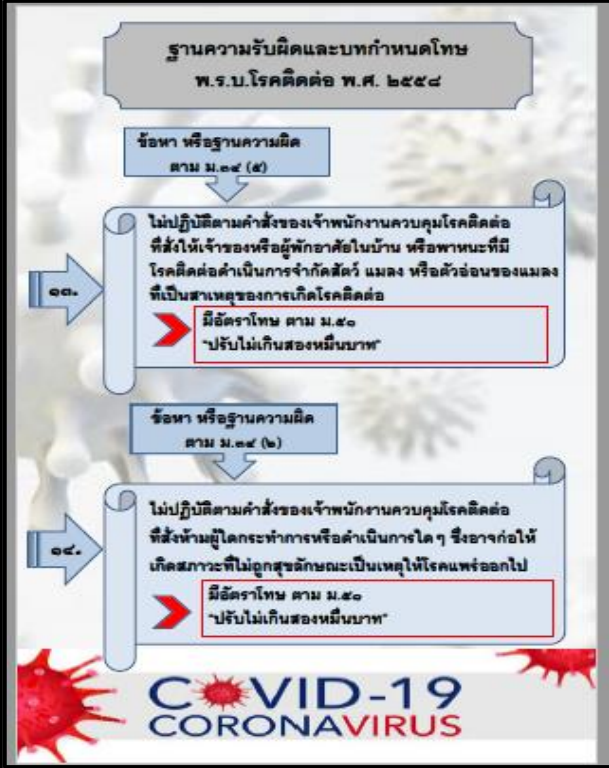 ฐานความรับผิดและบทกำหนดโทษ
พ.ร.บ.โรคติดต่อ พ.ศ. ๒๕๕๘
ข้อหา หรือฐานความผิด
ตาม ม.๓๔ (๕)
ไม่ปฏิบัติตามคำสั่งของเจ้าพนักงานควบคุมโรคติดต่อ
ที่สั่งให้เจ้าของหรือผู้พักอาศัยในบ้าน หรือพาหนะที่มี
โรคติดต่อดำเนินการจำกัดสัตว์ แมลง หรือตัวอ่อนของแมลง
ที่เป็นสาเหตุของการเกิดโรคติดต่อ
๑๓.
มีอัตราโทษ ตาม ม.๕๑
"ปรับไม่เกินสองหมื่นบาท"
ข้อหา หรือฐานความผิด
ตาม ม.๓๔ (๖)
ไม่ปฏิบัติตามคำสั่งของเจ้าพนักงานควบคุมโรคติดต่อ
ที่สั่งห้ามผู้ใดกระทำการหรือดำเนินการใด ๆ ซึ่งอาจก่อให้
๑๔.
เกิดสภาวะที่ไม่ถูกสุขลักษณะเป็นเหตุให้โรคแพร่ออกไป
มีอัตราโทษ ตาม ม.๕๑
"ปรับไม่เกินสองหมื่นบาท"
COVID-19
CORONAVIRUS